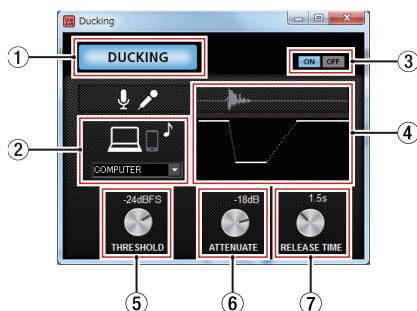 Ducking
DUCKING
ON OFF
COMPUTER
-24dBFS
-18dB
1.5s
THRESHOLD
ATTENUATE
RELEASE TIME
1
2
3
4
5
6
7